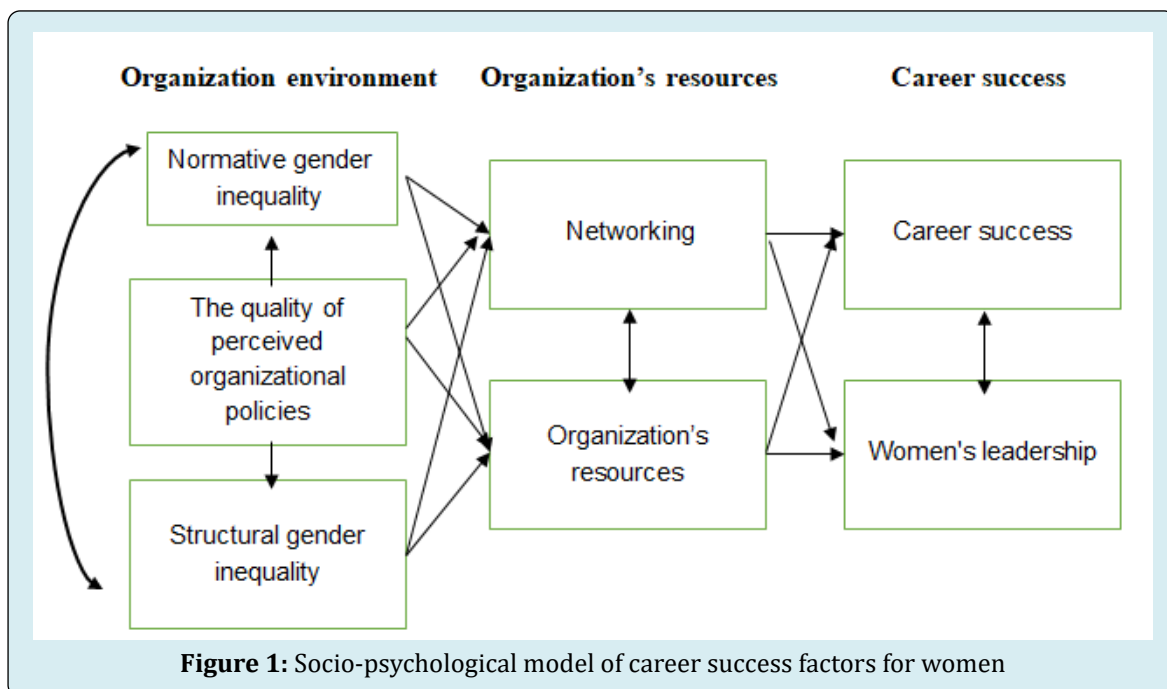 Organization environment
Organization’s resources
Career success
Normative gender
inequality
The quality of
perceived
organizational
policies
Structural gender
inequality
Networking
Organization’s
resources
Career success
Women's leadership
Figure 1: Socio-psychological model of career success factors for women